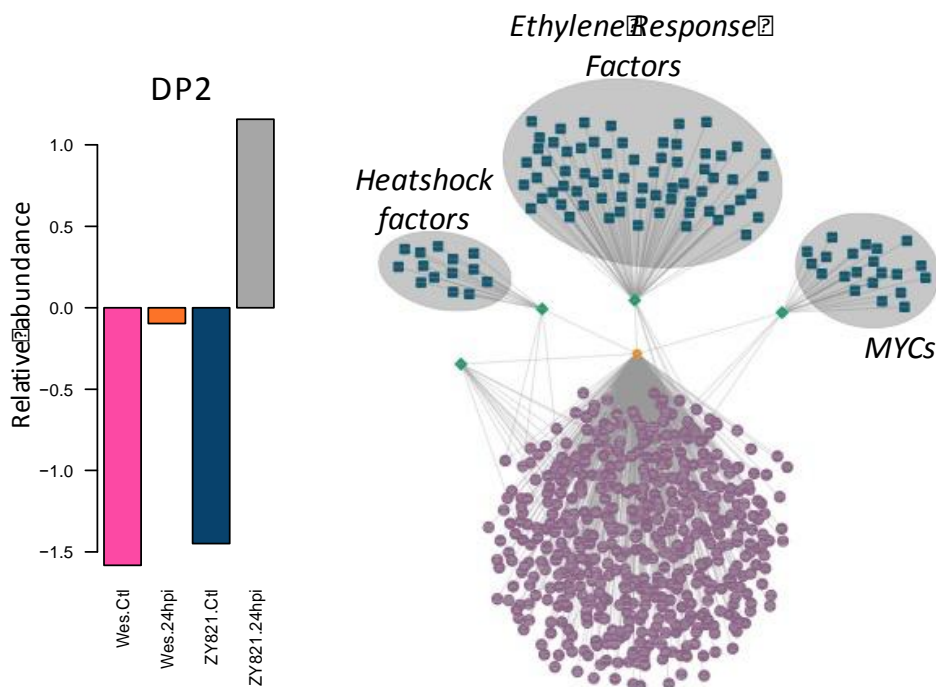 DP2
Relative�abundance
1.0
0.5
0.0
−0.5
−1.0
−1.5
Wes.Ctl
Wes.24hpi
ZY821.Ctl
ZY821.24hpi
Ethylene�Response�
Factors
Heatshock
factors
MYCs